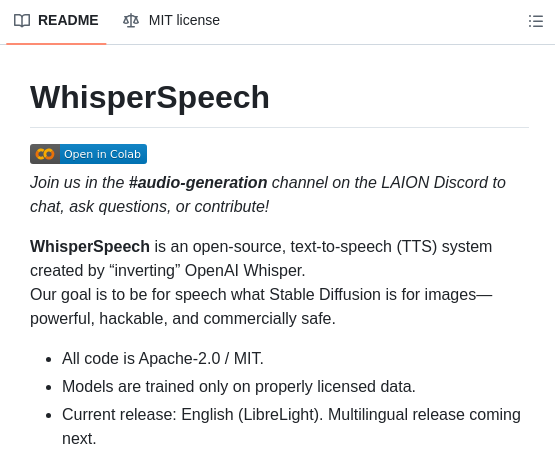 README
MIT license
WhisperSpeech
Open in Colab
Join us in the #audio-generation channel on the LAION Discord to
chat, ask questions, or contribute!
WhisperSpeech is an open-source, text-to-speech (TTS) system
created by “inverting” OpenAI Whisper.
Our goal is to be for speech what Stable Diffusion is for images—
powerful, hackable, and commercially safe.
• All code is Apache-2.0 / MIT.
• Models are trained only on properly licensed data.
• Current release: English (LibreLight). Multilingual release coming
next.